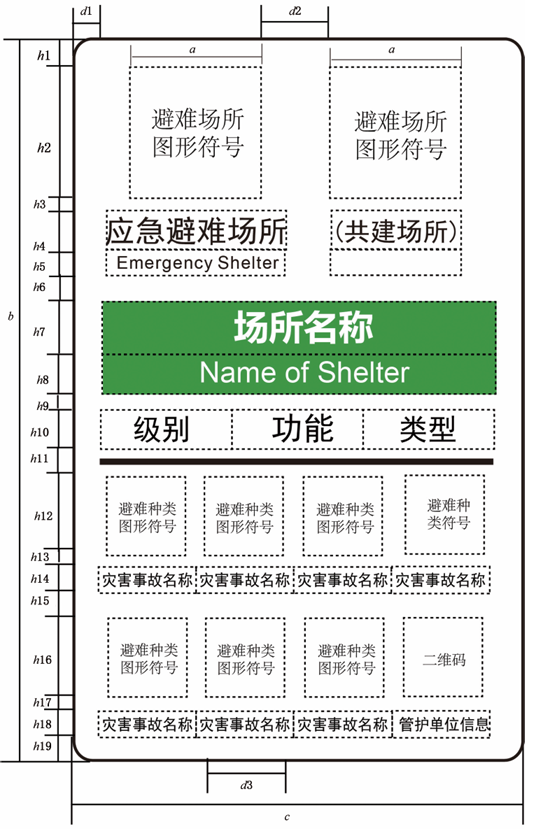 d1
d2
h1
a
a
避难场所
图形符号
避难场所
图形符号
h2
h3
应急避难场所
(共建场所)
h4
Emergency Shelter
h5
h6
b
场所名称
h7
Name of Shelter
h8
h9
级别 功能 类型
h10
h11
避难种类
图形符号
避难种类
图形符号
避难种类
图形符号
避难种
类符号
h12
h13
灾害事故名称 灾害事故名称 灾害事故名称 灾害事故名称
h14
h15
避难种类
图形符号
避难种类
图形符号
避难种类
图形符号
二维码
h16
h17
灾害事故名称 灾害事故名称 灾害事故名称 管护单位信息
h18
h19
d3
c